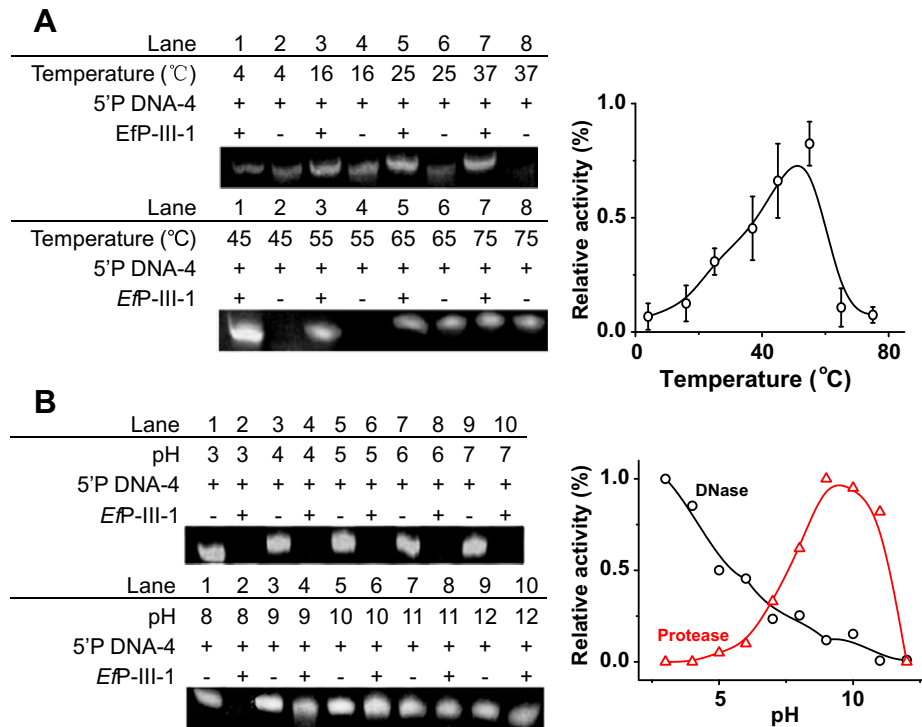 A
Lane 1 2 3 4 5 6 7 8
Temperature (℃) 4 4 16 16 25 25 37 37
5'P DNA-4 + + + + + + + +
EfP-III-1 + - + - + - + -
Lane 1 2 3 4 5 6 7 8
Temperature (°C) 45 45 55 55 65 65 75 75
5'P DNA-4 + + + + + + + +
EfP-III-1 + - + - + - + -
Relative activity (%)
1.0
0.5
0.0
0 40 80
Temperature (°C)
B
Lane 1 2 3 4 5 6 7 8 9 10
pH 3 3 4 4 5 5 6 6 7 7
5'P DNA-4 + + + + + + + + + +
EfP-III-1 - + - + - + - + - +
Lane 1 2 3 4 5 6 7 8 9 10
pH 8 8 9 9 10 10 11 11 12 12
5'P DNA-4 + + + + + + + + + +
EfP-III-1 - + - + - + - + - +
Relative activity (%)
1.0
0.5
0.0
DNase
Protease
5 10
pH